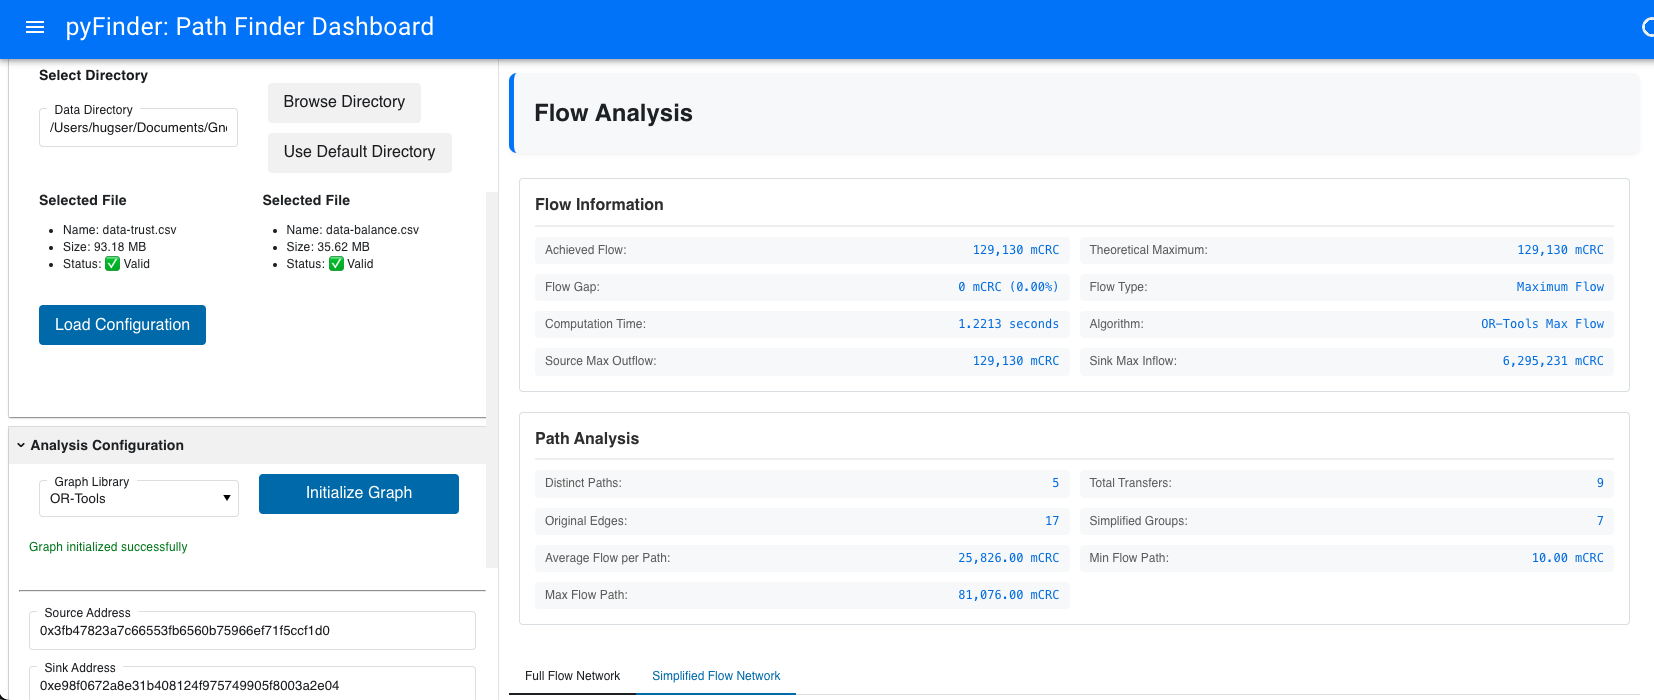 pyFinder: Path Finder Dashboard
Select Directory
Data Directory
/Users/hugser/Documents/Gn
Browse Directory
Use Default Directory
Selected File
Name: data-trust.csv
Size: 93.18 MB
Status: ✅ Valid
Selected File
Name: data-balance.csv
Size: 35.62 MB
Status: ✅ Valid
Load Configuration
Analysis Configuration
Graph Library
OR-Tools
Initialize Graph
Graph initialized successfully
Source Address
0x3fb47823a7c66553fb6560b75966ef71f5ccf1d0
Sink Address
0xe98f0672a8e31b408124f975749905f8003a2e04
Flow Analysis
Flow Information
Achieved Flow: 129,130 mCRC
Theoretical Maximum: 129,130 mCRC
Flow Gap: 0 mCRC (0.00%)
Flow Type: Maximum Flow
Computation Time: 1.2213 seconds
Algorithm: OR-Tools Max Flow
Source Max Outflow: 129,130 mCRC
Sink Max Inflow: 6,295,231 mCRC
Path Analysis
Distinct Paths: 5
Total Transfers: 9
Original Edges: 17
Simplified Groups: 7
Average Flow per Path: 25,826.00 mCRC
Min Flow Path: 10.00 mCRC
Max Flow Path: 81,076.00 mCRC
Full Flow Network
Simplified Flow Network